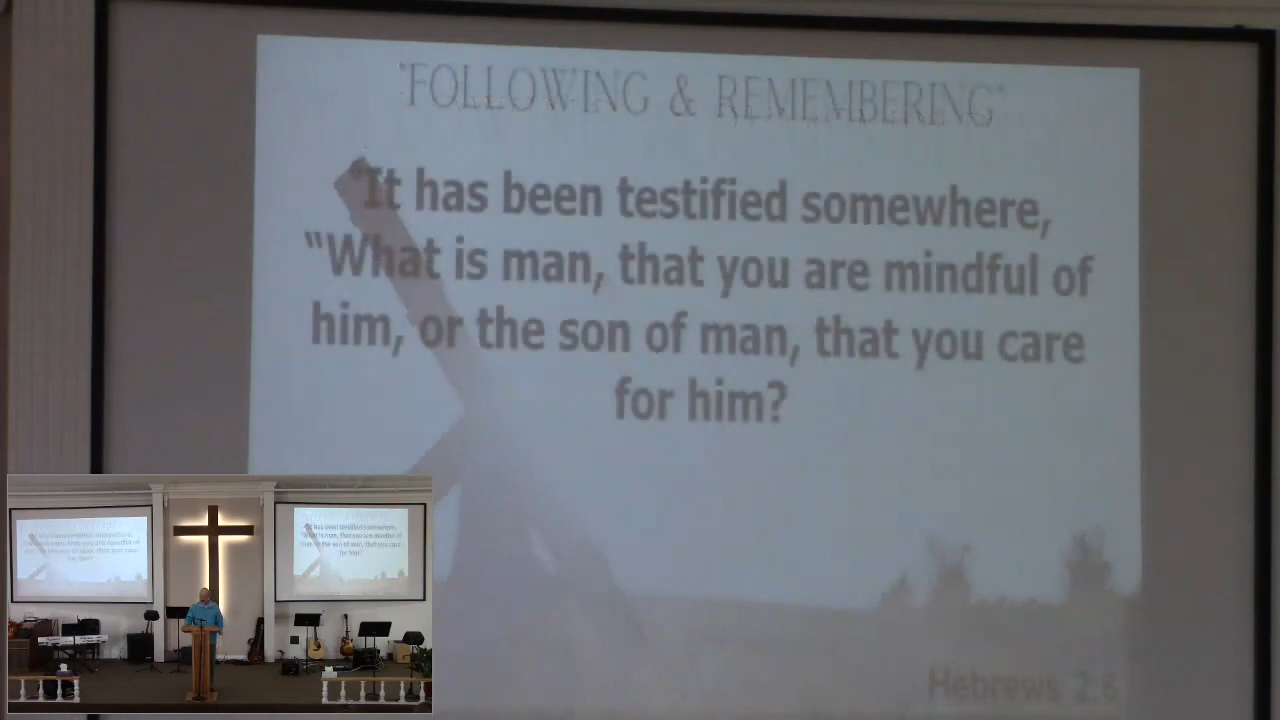 "FOLLOWING & REMEMBERING"
"It has been testified somewhere,
“What is man, that you are mindful of
him, or the son of man, that you care
for him?
Hebrews 2:6